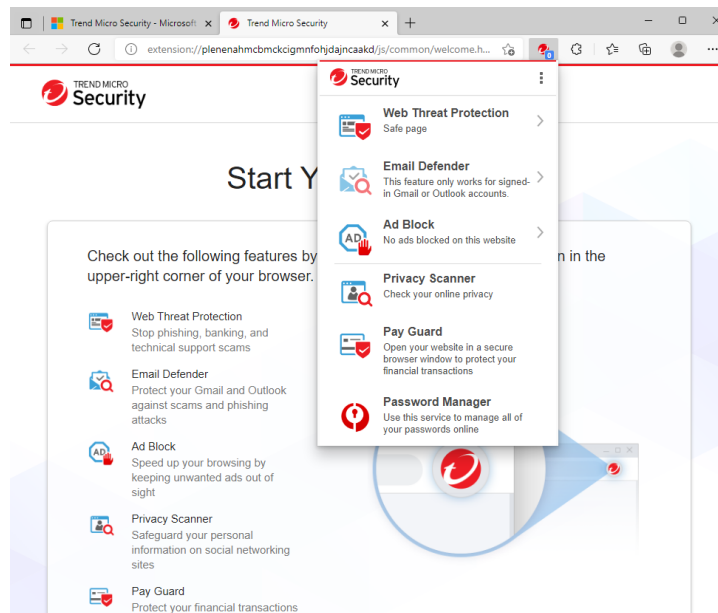 Trend Micro Security - Microsoft
Trend Micro Security
extension://plenenahmcbmckcigmnfohjdajncaakd/js/common/welcome.h...
0
TREND MICRO
Security
TREND MICRO
Security
Web Threat Protection
Safe page
Email Defender
This feature only works for signed-
in Gmail or Outlook accounts.
Ad Block
No ads blocked on this website
Privacy Scanner
Check your online privacy
Pay Guard
Open your website in a secure
browser window to protect your
financial transactions
Password Manager
Use this service to manage all of
your passwords online
AD
Start Y
Check out the following features by
n in the
upper-right corner of your browser.
Web Threat Protection
Stop phishing, banking, and
technical support scams
Email Defender
Protect your Gmail and Outlook
against scams and phishing
attacks
AD
Ad Block
Speed up your browsing by
keeping unwanted ads out of
sight
Privacy Scanner
Safeguard your personal
information on social networking
sites
Pay Guard
Protect your financial transactions